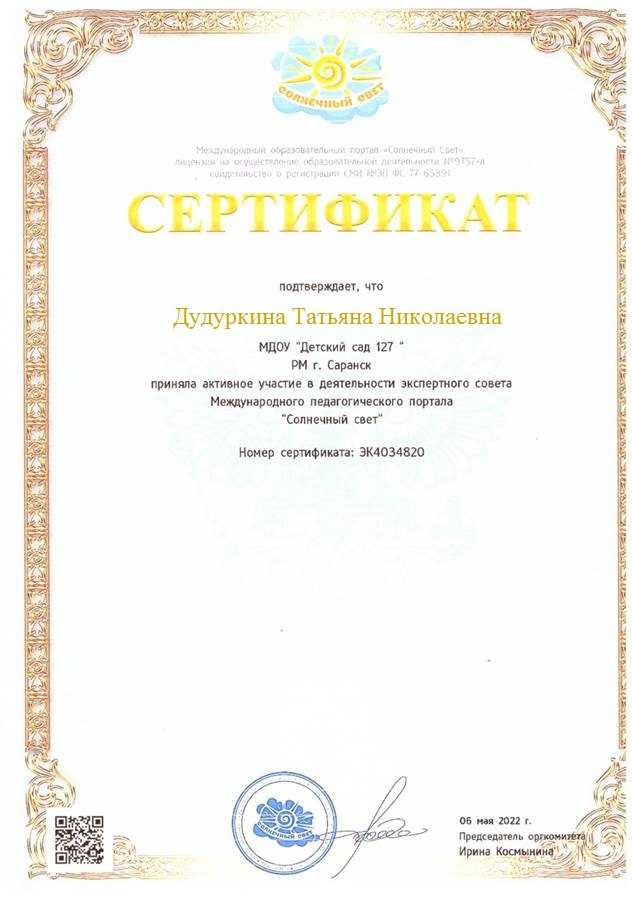 СОЛНЕЧНЫЙ СВЕТ
Международный образовательный портал «Солнечный Свет»
лицензия на осуществление образовательной деятельности №9757-л
свидетельство о регистрации СМИ №ЭЛ ФС 77-65391
СЕРТИФИКАТ
подтверждает, что
Дудуркина Татьяна Николаевна
МДОУ "Детский сад 127 "
РМ г. Саранск
приняла активное участие в деятельности экспертного совета
Международного педагогического портала
"Солнечный свет"
Номер сертификата: ЭК4034820
СОЛНЕЧНЫЙ СВЕТ
06 мая 2022 г.
Председатель оргкомитета
Ирина Космынина